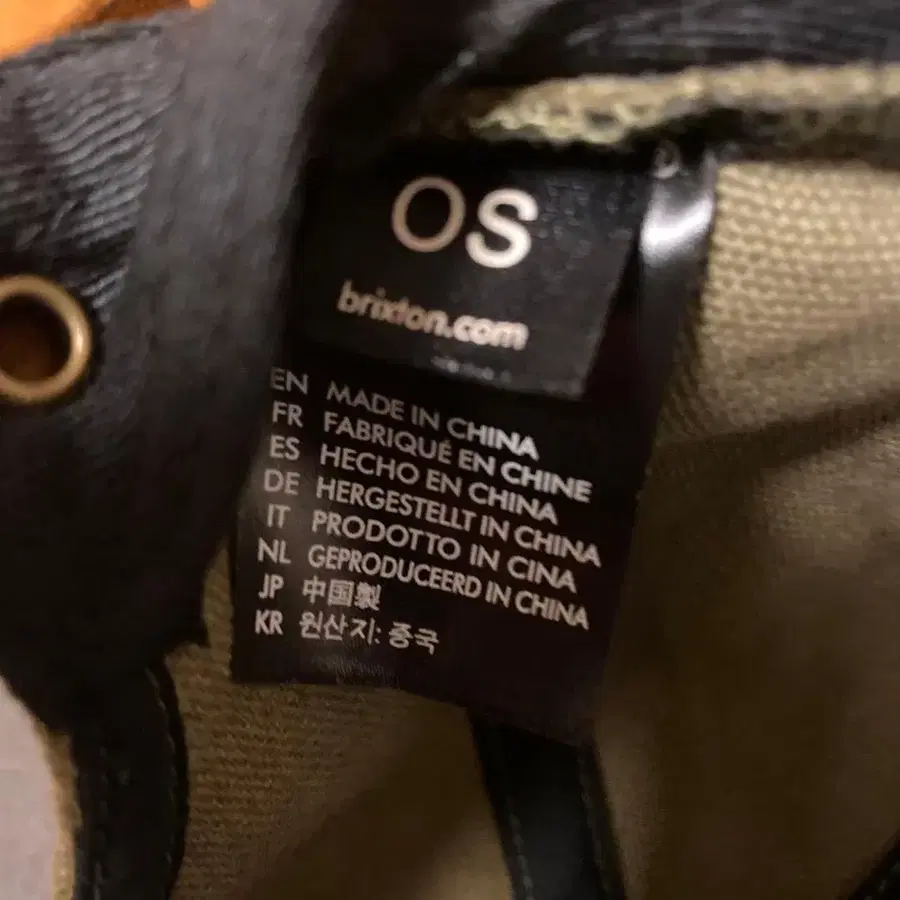 OS
brixton.com
EN MADE IN CHINA
FR FABRIQUÉ EN CHINE
ES HECHO EN CHINA
DE HERGESTELLT IN CHINA
IT PRODOTTO IN CINA
NL GEPRODUCEERD IN CHINA
JP 中国製
KR 원산지: 중국